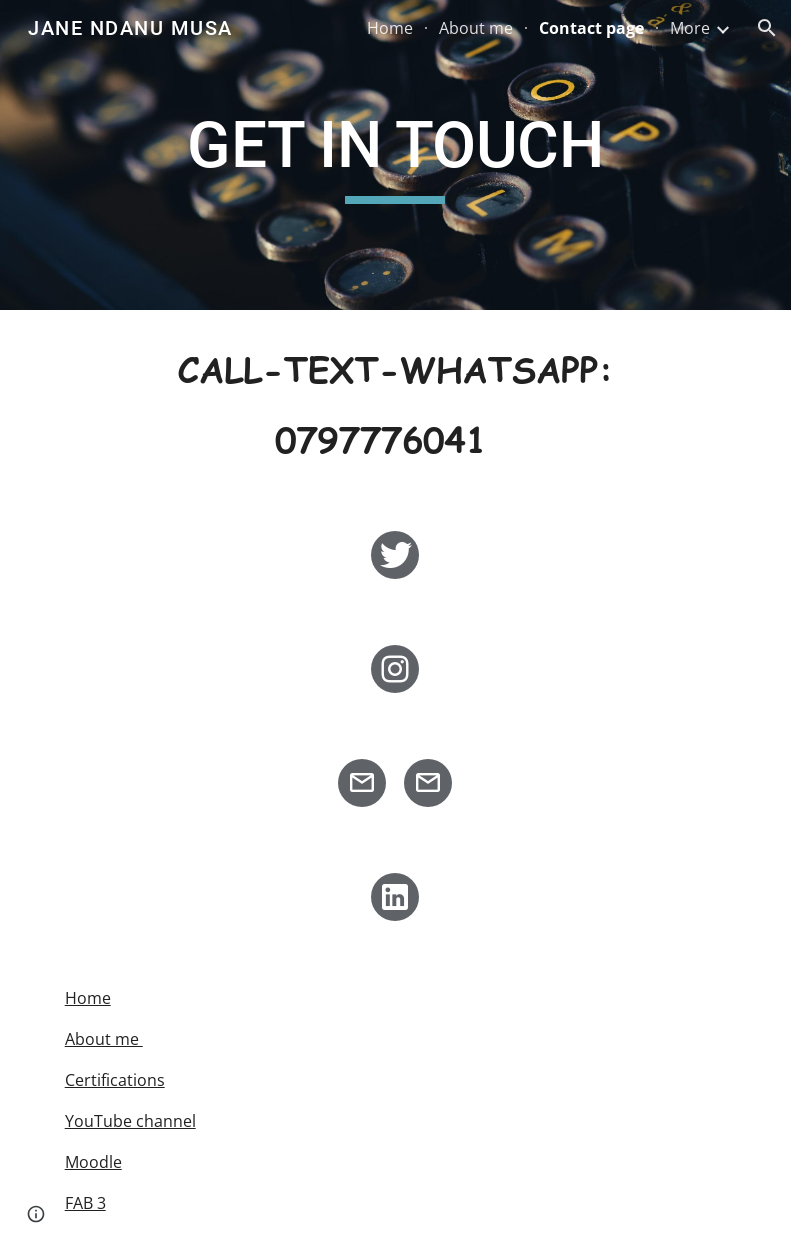 JANE NDANU MUSA
Home · About me · Contact page · More
GET IN TOUCH
CALL-TEXT-WHATSAPP:
0797776041
Home
About me
Certifications
YouTube channel
Moodle
FAB 3